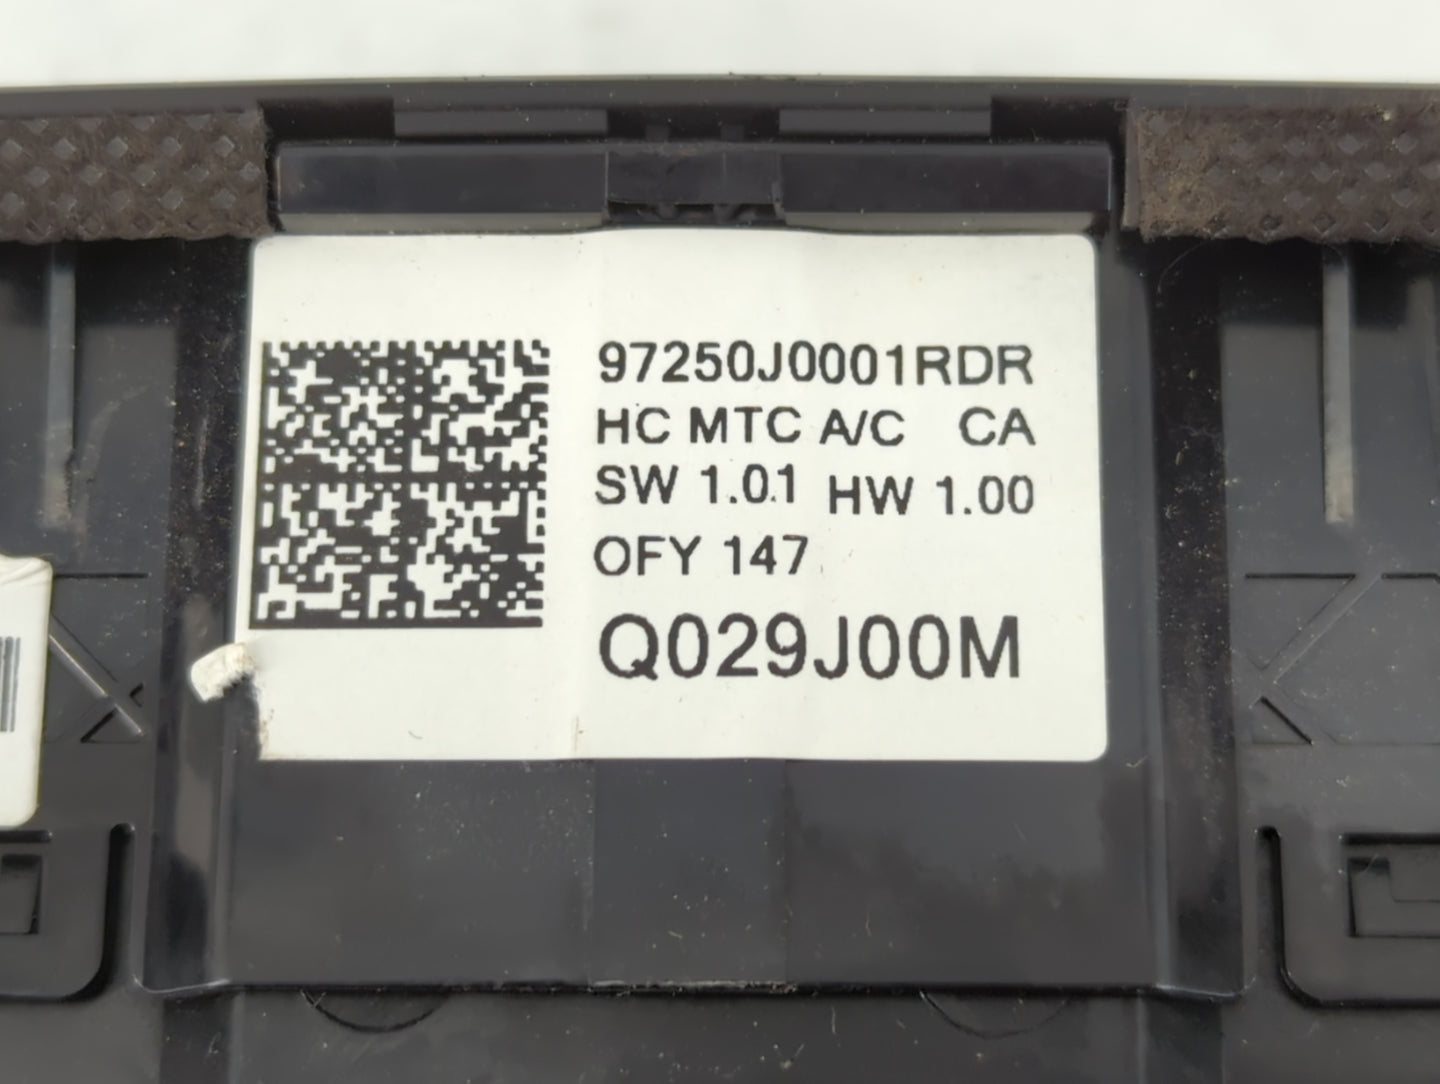 97250J0001RDR
HC MTC A/C CA
SW 1.0.1 HW 1.00
OFY 147
Q029J00M